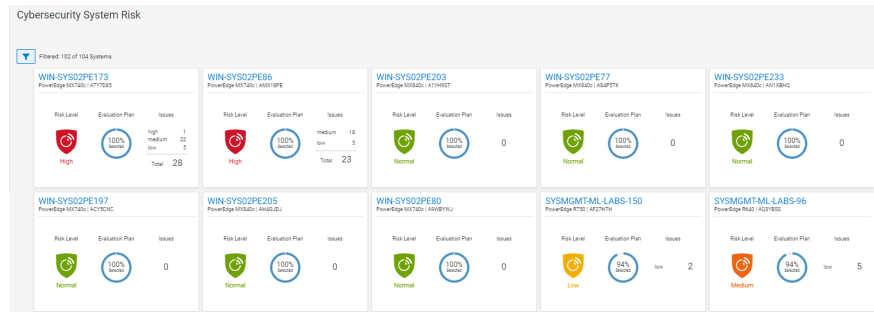 Cybersecurity System Risk
Filtered: 102 of 104 Systems
WIN-SYS02PE173
PowerEdge MX740c | ATY7D85
Risk Level Evaluation Plan Issues
high 1
medium 22
low 5
100%
Selected
Total 28
High
WIN-SYS02PE86
PowerEdge MX740c | AMX18PE
Risk Level Evaluation Plan Issues
medium 18
low 5
100%
Selected
Total 23
High
WIN-SYS02PE203
PowerEdge MX840c | A1YH9ST
Risk Level Evaluation Plan Issues
100%
Selected
0
Normal
WIN-SYS02PE77
PowerEdge MX840c | A84P5TK
Risk Level Evaluation Plan Issues
100%
Selected
0
Normal
WIN-SYS02PE233
PowerEdge MX740c | AN1XBHQ
Risk Level Evaluation Plan Issues
100%
Selected
0
Normal
WIN-SYS02PE197
PowerEdge MX740c | ACY5CNC
Risk Level Evaluation Plan Issues
100%
Selected
0
Normal
WIN-SYS02PE205
PowerEdge MX840c | AH4GJDJ
Risk Level Evaluation Plan Issues
100%
Selected
0
Normal
WIN-SYS02PE80
PowerEdge MX740c | A9WBYWJ
Risk Level Evaluation Plan Issues
100%
Selected
0
Normal
SYSMGMT-ML-LABS-150
PowerEdge R750 | AF27HTH
Risk Level Evaluation Plan Issues
94%
Selected
low 2
Low
SYSMGMT-ML-LABS-96
PowerEdge R640 | AQ3YBSS
Risk Level Evaluation Plan Issues
94%
Selected
low 5
Medium